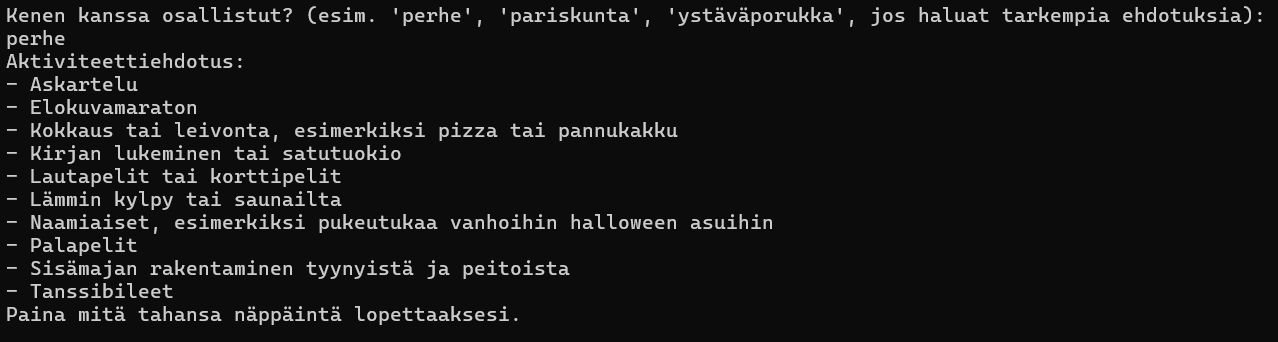 Kenen kanssa osallistut? (esim. 'perhe', 'pariskunta', 'ystäväporukka', jos haluat tarkempia ehdotuksia):
perhe
Aktiviteettiehdotus:
- Askartelu
- Elokuvamaraton
- Kokkaus tai leivonta, esimerkiksi pizza tai pannukakku
- Kirjan lukeminen tai satutuokio
- Lautapelit tai korttipelit
- Lämmin kylpy tai saunailta
- Naamiaiset, esimerkiksi pukeutukaa vanhoihin halloween asuihin
- Palapelit
- Sisämajan rakentaminen tyynyistä ja peitoista
- Tanssibileet
Paina mitä tahansa näppäintä lopettaaksesi.